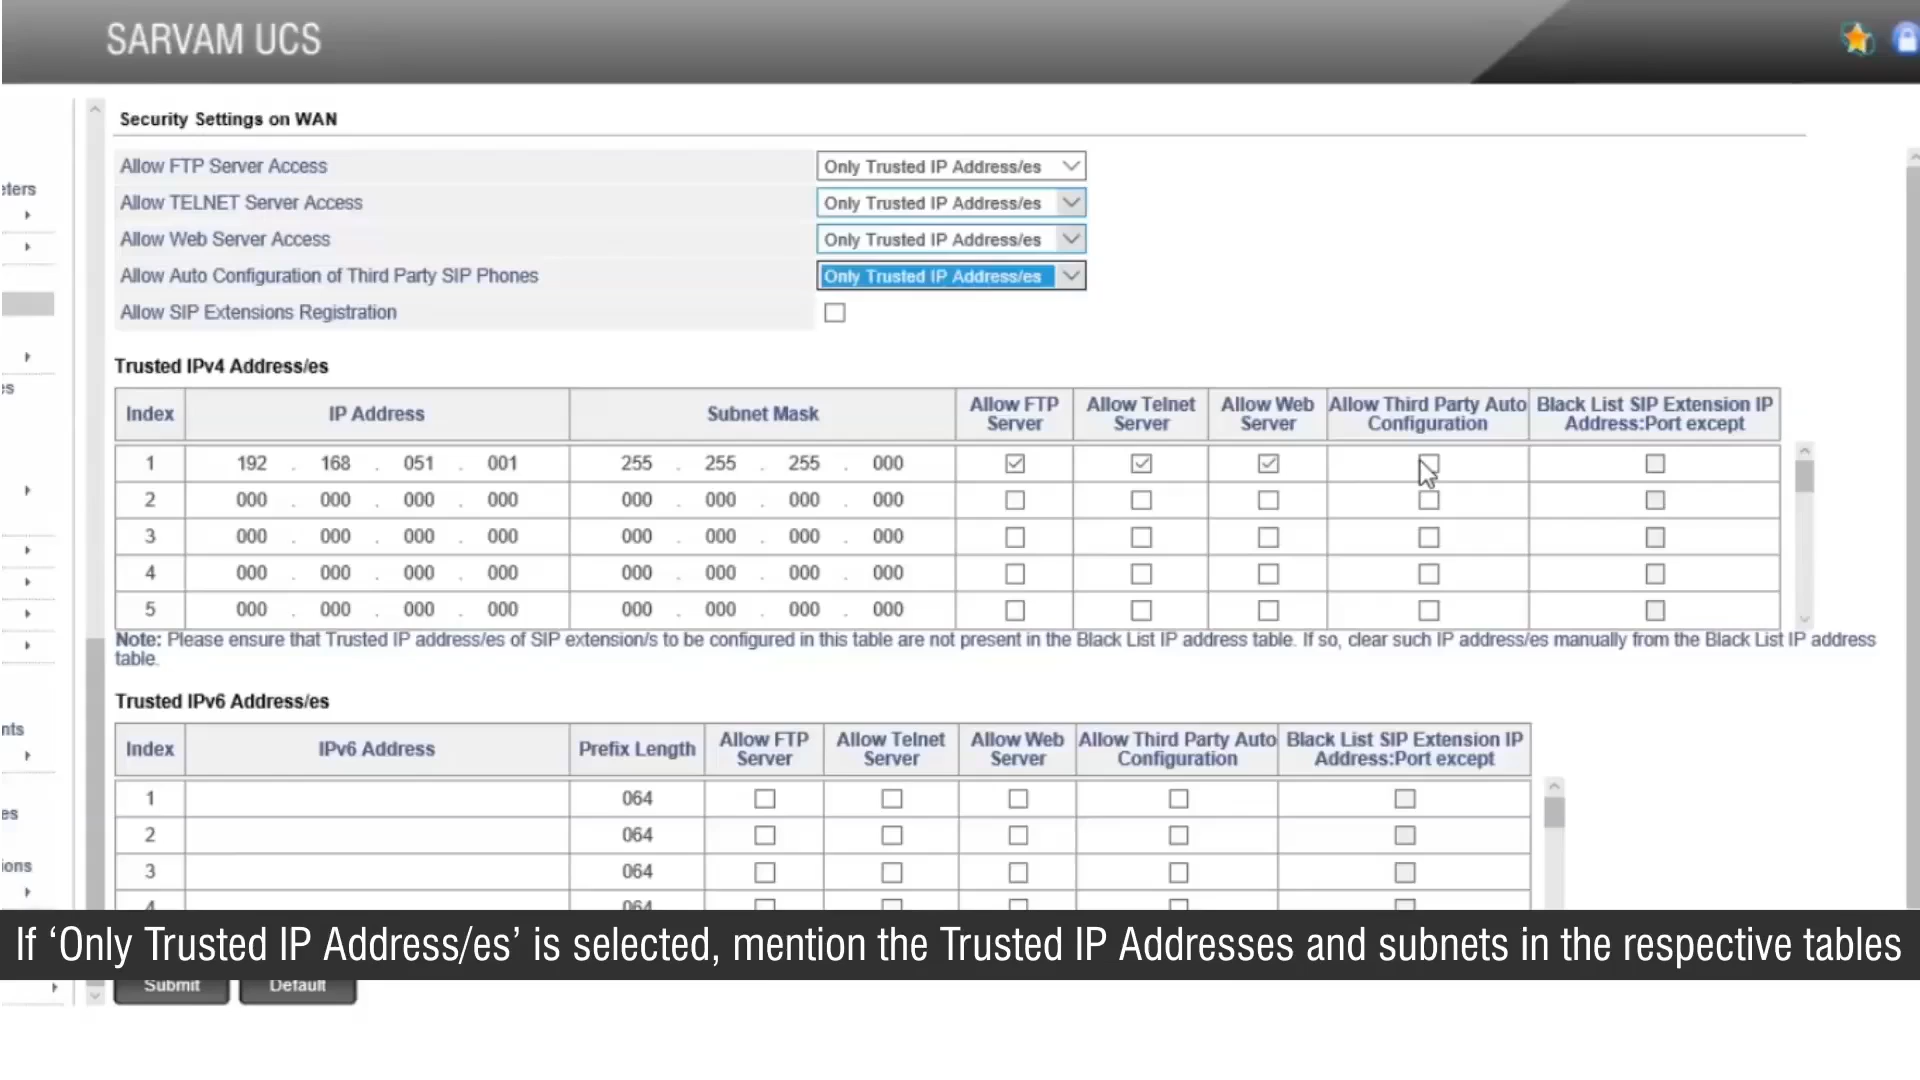 SARVAM UCS
Security Settings on WAN
Allow FTP Server Access Only Trusted IP Address/es
Allow TELNET Server Access Only Trusted IP Address/es
eters
Allow Web Server Access Only Trusted IP Address/es
Allow Auto Configuration of Third Party SIP Phones Only Trusted IP Address/es
Allow SIP Extensions Registration
Trusted IPv4 Address/es
es
Index IP Address Subnet Mask Allow FTP Server Allow Telnet Server Allow Web Server Allow Third Party Auto Configuration Black List SIP Extension IP Address:Port except
1 192 . 168 . 051 . 001 255 . 255 . 255 . 000
2 000 . 000 . 000 . 000 000 . 000 . 000 . 000
3 000 . 000 . 000 . 000 000 . 000 . 000 . 000
4 000 . 000 . 000 . 000 000 . 000 . 000 . 000
5 000 . 000 . 000 . 000 000 . 000 . 000 . 000
Note: Please ensure that Trusted IP address/es of SIP extension/s to be configured in this table are not present in the Black List IP address table. If so, clear such IP address/es manually from the Black List IP address
table.
Trusted IPv6 Address/es
nts
Index IPv6 Address Prefix Length Allow FTP Server Allow Telnet Server Allow Web Server Allow Third Party Auto Configuration Black List SIP Extension IP Address:Port except
1 064
es
2 064
3 064
ions
4 064
If ‘Only Trusted IP Address/es’ is selected, mention the Trusted IP Addresses and subnets in the respective tables
Submit Default